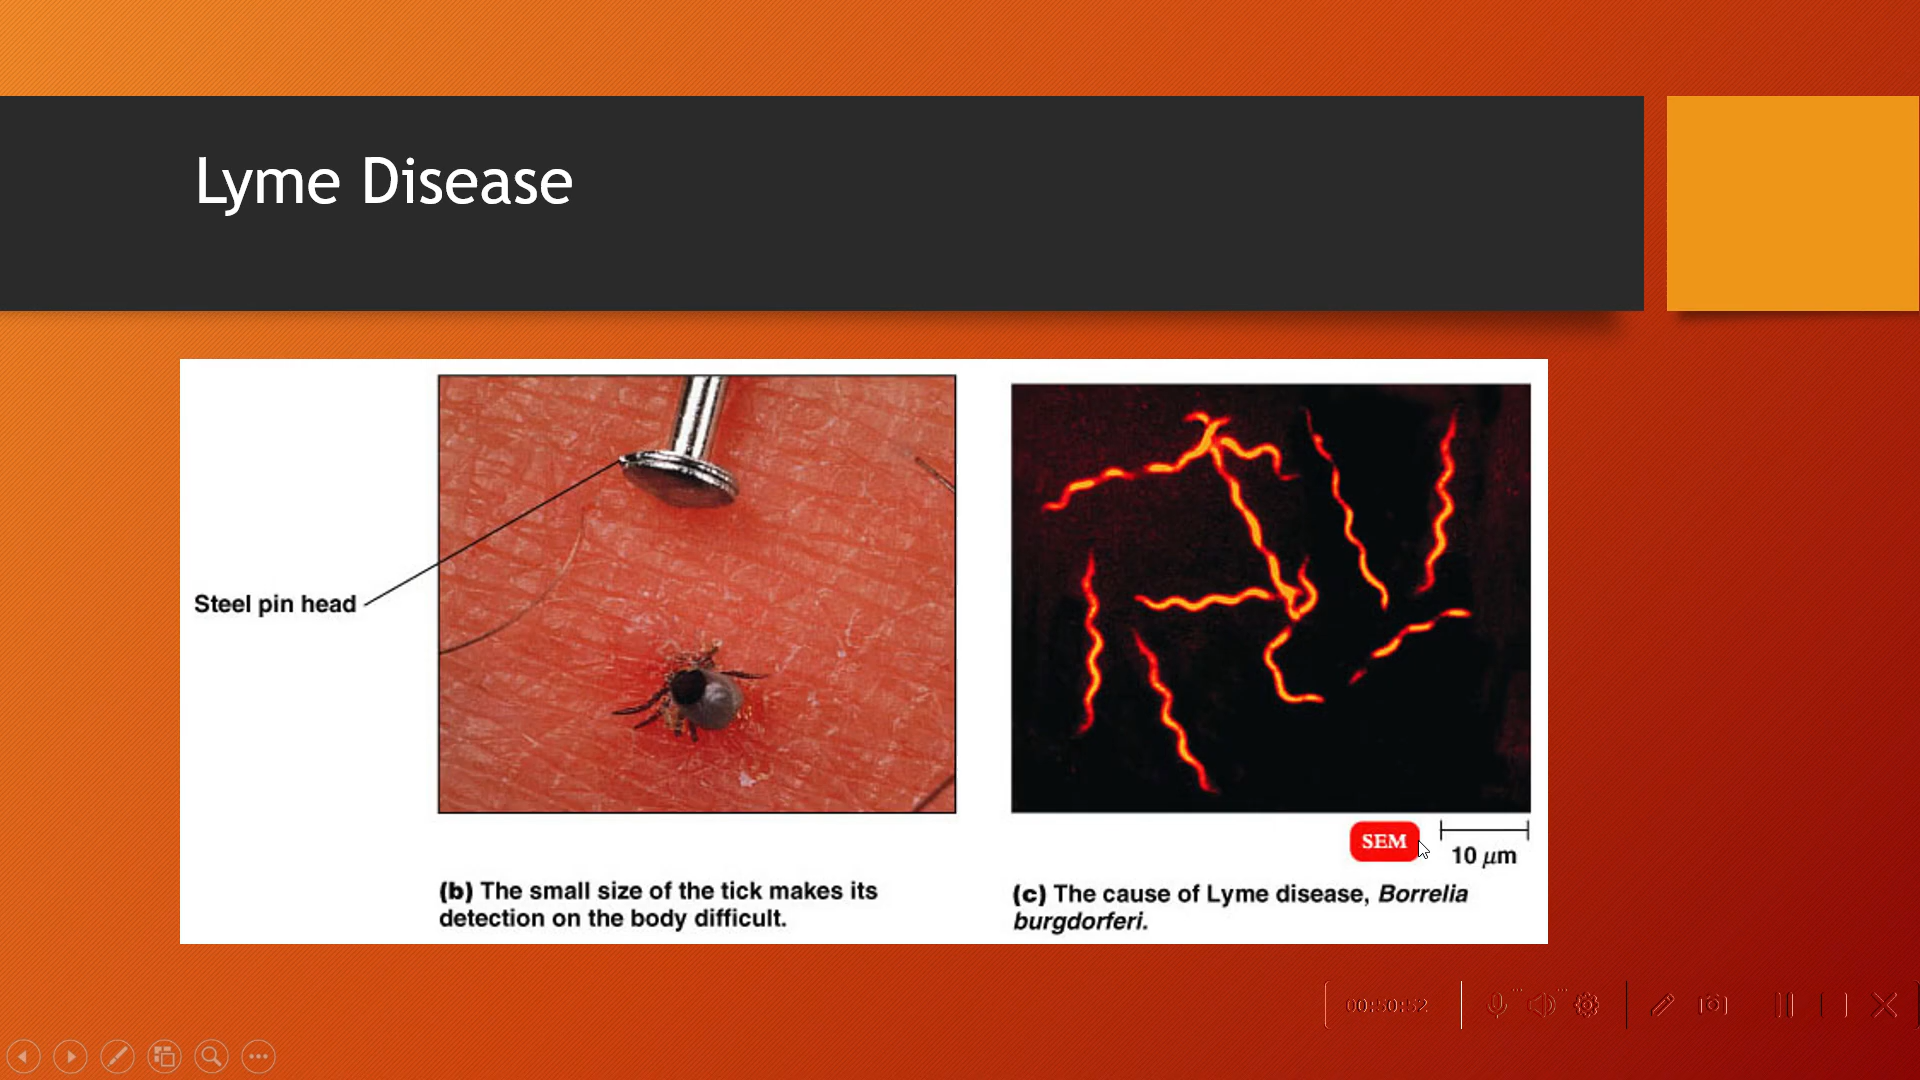 Lyme Disease
Steel pin head
SEM
10 μm
(b) The small size of the tick makes its
detection on the body difficult.
(c) The cause of Lyme disease, Borrelia
burgdorferi.
00:50:52